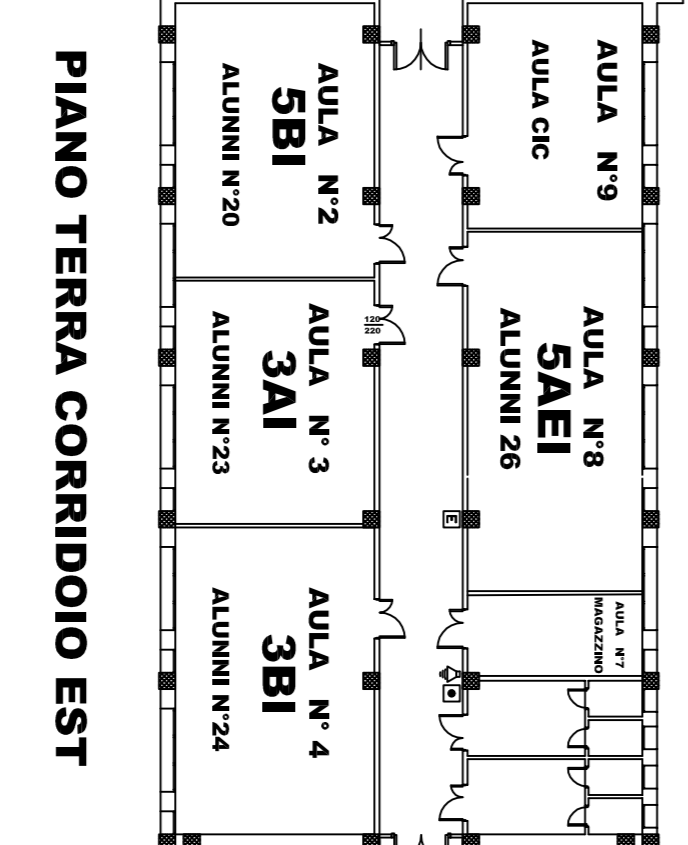 PIANO TERRA CORRIDOIO EST
AULA N°2
5BI
ALUNNI N°20
AULA N° 3
3AI
ALUNNI N°23
AULA N° 4
3BI
ALUNNI N°24
AULA N°9
AULA CIC
AULA N°8
5AEI
ALUNNI 26
AULA N°7
MAGAZZINO
120
220
E